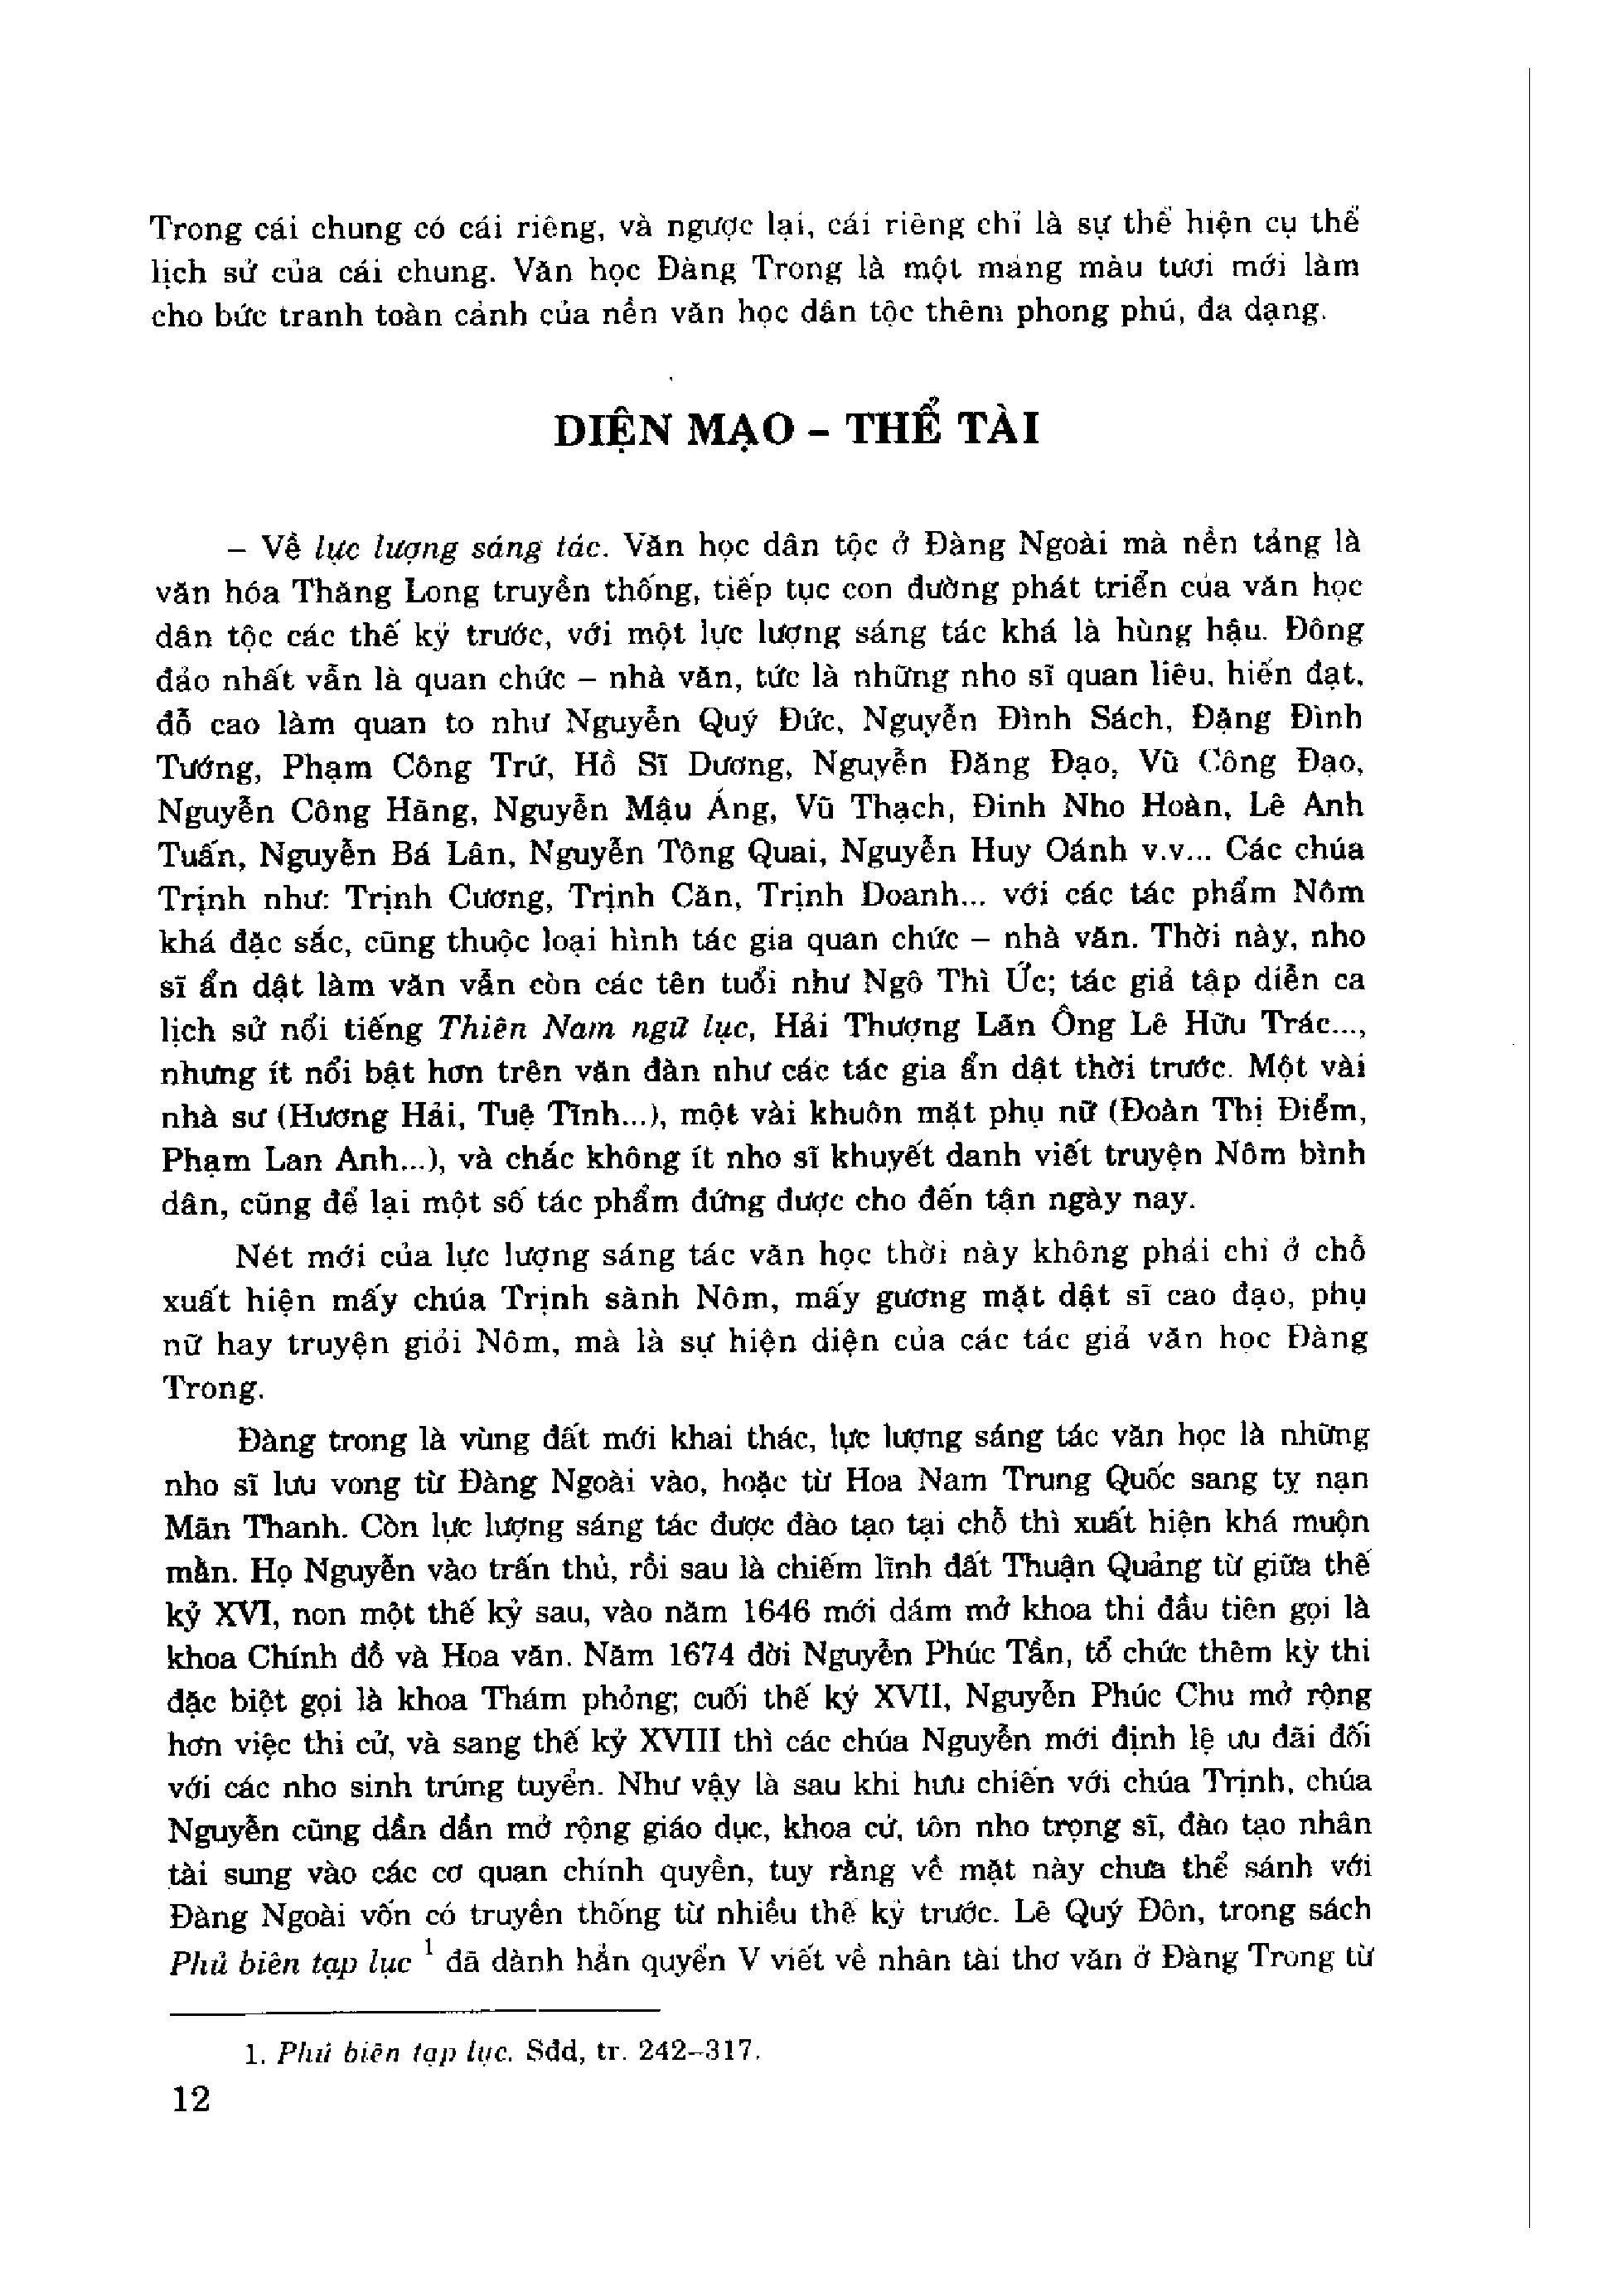 Trong cái chung có cái riêng, và ngược lại, cái riêng chỉ là sự thể hiện cụ thể
lịch sử của cái chung. Văn học Đàng Trong là một mảng màu tươi mới làm
cho bức tranh toàn cảnh của nền văn học dân tộc thêm phong phú, đa dạng.
DIỆN MẠO – THỂ TÀI
– Về lực lượng sáng tác. Văn học dân tộc ở Đàng Ngoài mà nền tảng là
văn hóa Thăng Long truyền thống, tiếp tục con đường phát triển của văn học
dân tộc các thế kỷ trước, với một lực lượng sáng tác khá là hùng hậu. Đông
đảo nhất vẫn là quan chức – nhà văn, tức là những nho sĩ quan liêu, hiển đạt,
đỗ cao làm quan to như Nguyễn Quý Đức, Nguyễn Đình Sách, Đặng Đình
Tướng, Phạm Công Trứ, Hồ Sĩ Dương, Nguyễn Đăng Đạo, Vũ Công Đạo,
Nguyễn Công Hãng, Nguyễn Mậu Áng, Vũ Thạch, Đinh Nho Hoàn, Lê Anh
Tuấn, Nguyễn Bá Lân, Nguyễn Tông Quai, Nguyễn Huy Oánh v.v... Các chúa
Trịnh như: Trịnh Cương, Trịnh Căn, Trịnh Doanh... với các tác phẩm Nôm
khá đặc sắc, cũng thuộc loại hình tác gia quan chức – nhà văn. Thời này, nho
sĩ ẩn dật làm văn vẫn còn các tên tuổi như Ngô Thì Ức; tác giả tập diễn ca
lịch sử nổi tiếng Thiên Nam ngữ lục, Hải Thượng Lãn Ông Lê Hữu Trác...,
nhưng ít nổi bật hơn trên văn đàn như các tác gia ẩn dật thời trước. Một vài
nhà sư (Hương Hải, Tuệ Tĩnh...), một vài khuôn mặt phụ nữ (Đoàn Thị Điểm,
Phạm Lan Anh...), và chắc không ít nho sĩ khuyết danh viết truyện Nôm bình
dân, cũng để lại một số tác phẩm đứng được cho đến tận ngày nay.
Nét mới của lực lượng sáng tác văn học thời này không phải chỉ ở chỗ
xuất hiện mấy chúa Trịnh sành Nôm, mấy gương mặt dật sĩ cao đạo, phụ
nữ hay truyện giỏi Nôm, mà là sự hiện diện của các tác giả văn học Đàng
Trong.
Đàng trong là vùng đất mới khai thác, lực lượng sáng tác văn học là những
nho sĩ lưu vong từ Đàng Ngoài vào, hoặc từ Hoa Nam Trung Quốc sang tỵ nạn
Mãn Thanh. Còn lực lượng sáng tác được đào tạo tại chỗ thì xuất hiện khá muộn
mằn. Họ Nguyễn vào trấn thủ, rồi sau là chiếm lĩnh đất Thuận Quảng từ giữa thế
kỷ XVI, non một thế kỷ sau, vào năm 1646 mới dám mở khoa thi đầu tiên gọi là
khoa Chính đồ và Hoa văn. Năm 1674 đời Nguyễn Phúc Tần, tổ chức thêm kỳ thi
đặc biệt gọi là khoa Thám phỏng; cuối thế kỷ XVII, Nguyễn Phúc Chu mở rộng
hơn việc thi cử, và sang thế kỷ XVIII thì các chúa Nguyễn mới định lệ ưu đãi đối
với các nho sinh trúng tuyển. Như vậy là sau khi hưu chiến với chúa Trịnh, chúa
Nguyễn cũng dần dần mở rộng giáo dục, khoa cử, tôn nho trọng sĩ, đào tạo nhân
tài sung vào các cơ quan chính quyền, tuy rằng về mặt này chưa thể sánh với
Đàng Ngoài vốn có truyền thống từ nhiều thế kỷ trước. Lê Quý Đôn, trong sách
Phủ biên tạp lục ¹ đã dành hẳn quyển V viết về nhân tài thơ văn ở Đàng Trong từ
1. Phủ biên tạp lục. Sđd, tr. 242–317.
12